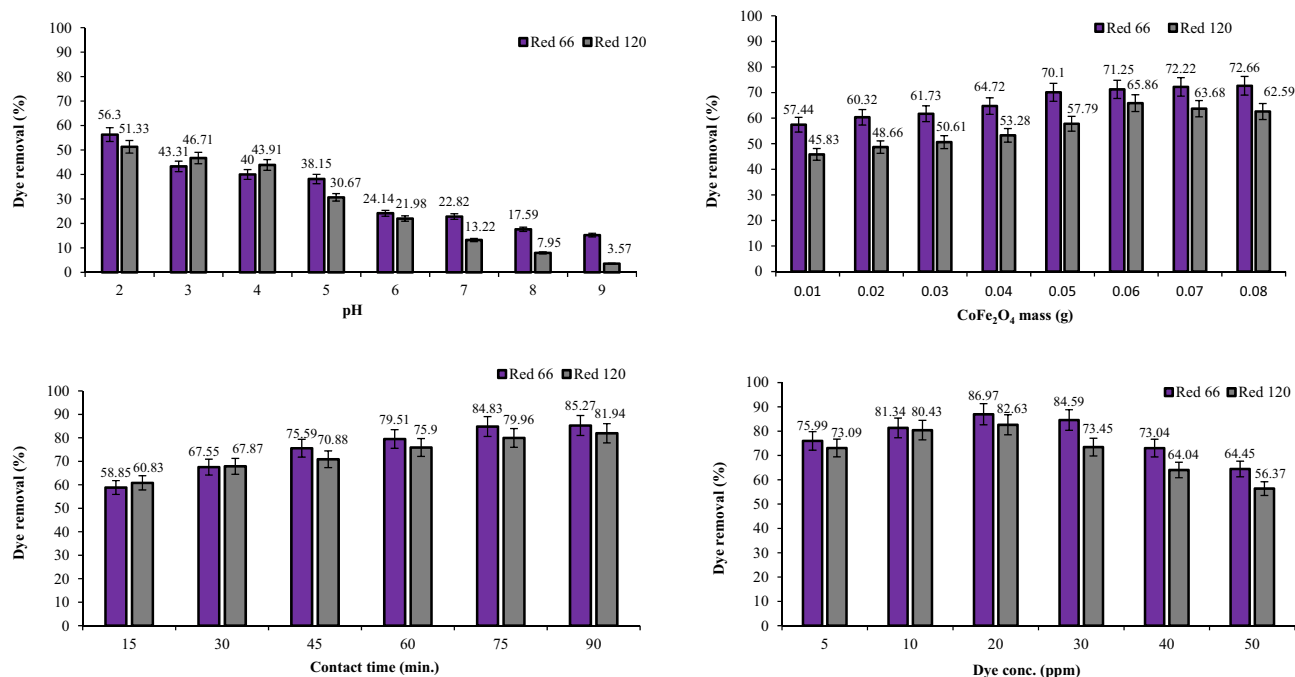 Red 66 Red 120
Dye removal (%)
100
90
80
70
60
50
40
30
20
10
0
56.3 51.33 43.31 46.71 40 43.91 38.15 30.67 24.14 21.98 22.82 13.22 17.59 7.95 3.57
2 3 4 5 6 7 8 9
pH
Red 66 Red 120
Dye removal (%)
100
90
80
70
60
50
40
30
20
10
0
57.44 45.83 60.32 48.66 61.73 50.61 64.72 53.28 70.1 57.79 71.25 65.86 72.22 63.68 72.66 62.59
0.01 0.02 0.03 0.04 0.05 0.06 0.07 0.08
CoFe₂O₄ mass (g)
Red 66 Red 120
Dye removal (%)
100
90
80
70
60
50
40
30
20
10
0
58.85 60.83 67.55 67.87 75.59 70.88 79.51 75.9 84.83 79.96 85.27 81.94
15 30 45 60 75 90
Contact time (min.)
Red 66 Red 120
Dye removal (%)
100
90
80
70
60
50
40
30
20
10
0
75.99 73.09 81.34 80.43 86.97 82.63 84.59 73.45 73.04 64.04 64.45 56.37
5 10 20 30 40 50
Dye conc. (ppm)